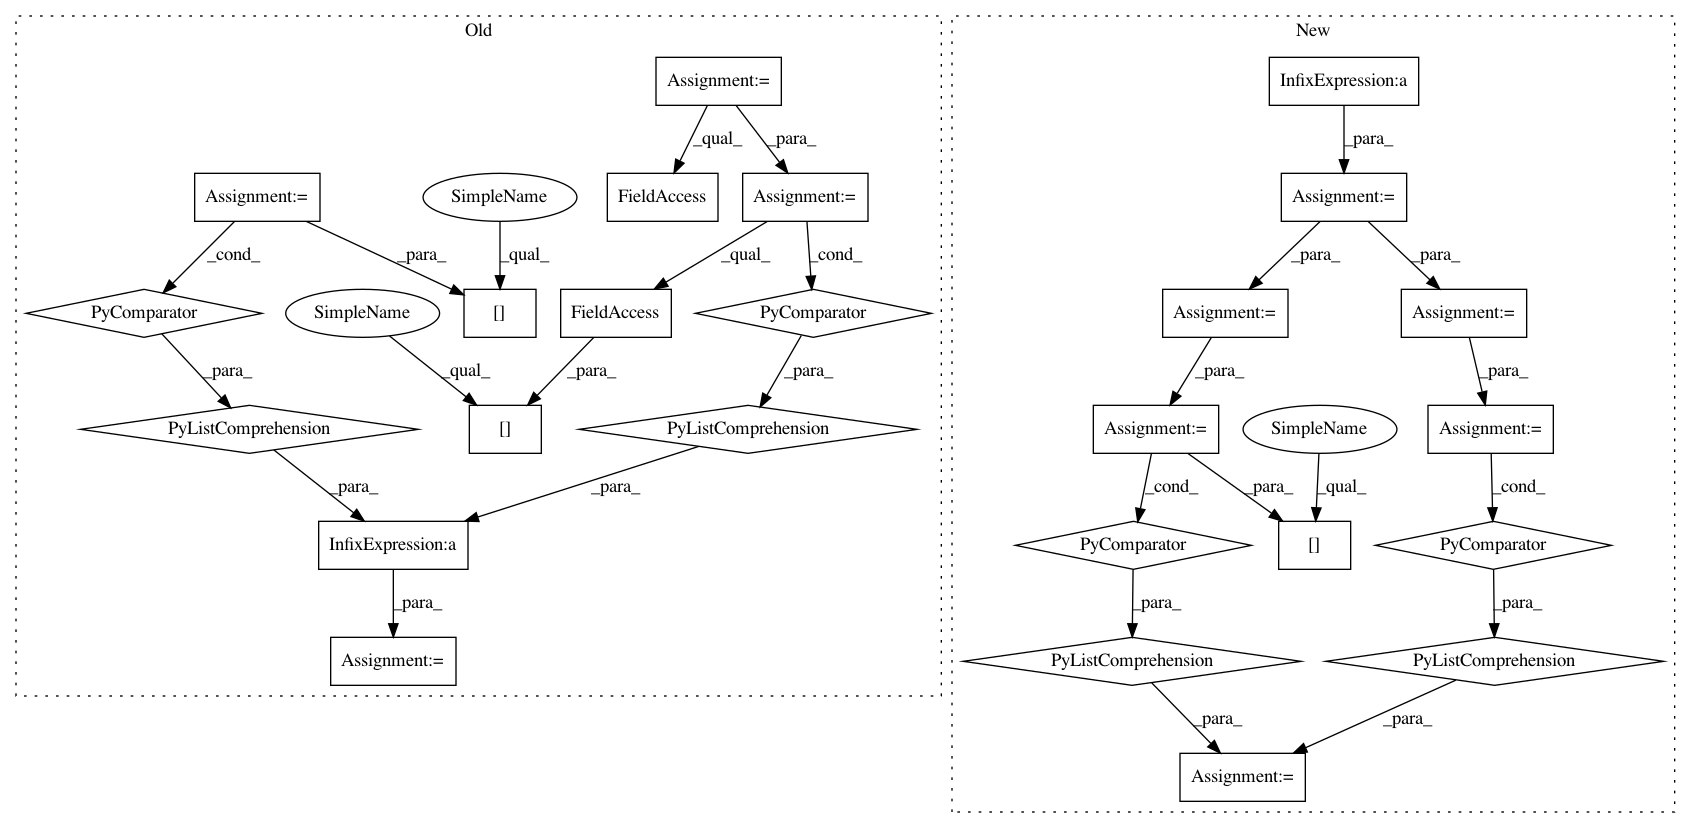 Old
New
Assignment:=
InfixExpression:a
_qual_
_para_
_para_
Assignment:=
SimpleName
FieldAccess
Assignment:=
Assignment:=
_cond_
_para_
_qual_
_qual_
_cond_
_para_
_para_
PyComparator
SimpleName
[]
FieldAccess
PyComparator
Assignment:=
Assignment:=
_para_
_qual_
_para_
_para_
_para_
_para_
PyListComprehension
[]
PyListComprehension
Assignment:=
SimpleName
Assignment:=
_para_
_para_
_cond_
_para_
_qual_
_cond_
InfixExpression:a
PyComparator
[]
PyComparator
_para_
_para_
_para_
Assignment:=
PyListComprehension
PyListComprehension
_para_
_para_
Assignment:=